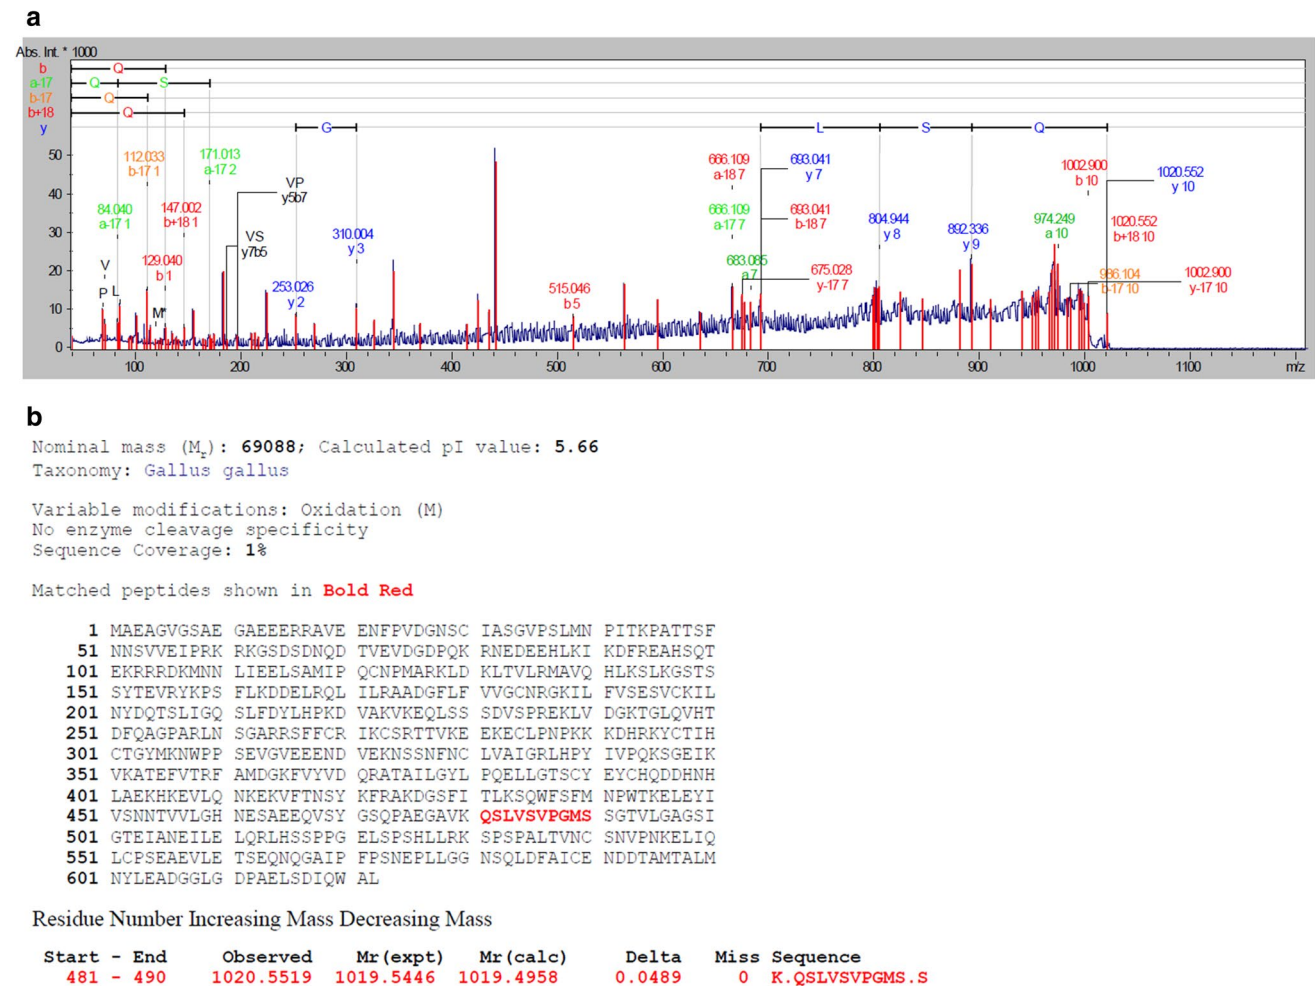 a
Abs. Int. * 1000
b Q
a-17 Q S
b-17 Q
b+18 Q
y G L S Q
50
40
30
20
10
0
V
P
L
84.040
a-17 1
112.033
b-17 1
129.040
b 1
M*
147.002
b+18 1
171.013
a-17 2
VS
y7b5
VP
y5b7
253.026
y 2
310.004
y 3
515.046
b 5
666.109
a-18 7
666.109
a-17 7
683.085
a 7
693.041
y 7
693.041
b-18 7
675.028
y-17 7
804.944
y 8
892.336
y 9
974.249
a 10
1002.900
b 10
1020.552
y 10
1020.552
b+18 10
986.104
b-17 10
1002.900
y-17 10
100 200 300 400 500 600 700 800 900 1000 1100 m/z
b
Nominal mass (Mr): 69088; Calculated pI value: 5.66
Taxonomy: Gallus gallus
Variable modifications: Oxidation (M)
No enzyme cleavage specificity
Sequence Coverage: 1%
Matched peptides shown in Bold Red
1 MAEAGVGSAE GAEEERRAVE ENFPVDGNSC IASGVPSLMN PITKPATTSF
51 NNSVVEIPRK RKGSDSDNQD TVEVDGDPQK RNEDEEHLKI KDFREAHSQT
101 EKRRRDKMNN LIEELSAMIP QCNPMARKLD KLTVLRMAVQ HLKSLKGSTS
151 SYTEVRYKPS FLKDDELRQL ILRAADGFLF VVGCNRGKIL FVSESVCKIL
201 NYDQTSLIGQ SLFDYLHPKD VAKVKEQLSS SDVSPREKLV DGKTGLQVHT
251 DFQAGPARLN SGARRSFFCR IKCSRTTVKE EKECLPNPKK KDHRKYCTIH
301 CTGYMKNWPP SEVGVEEEND VEKNSSNFNC LVAIGRLHPY IVPQKSGEIK
351 VKATEFVTRF AMDGKFVYVD QRATAILGYL PQELLGTSCY EYCHQDDHNH
401 LAEKHKEVLQ NKEKVFTNSY KFRAKDGSFI TLKSQWFSFM NPWTKELEYI
451 VSNNTVVLGH NESAEEQVSY GSQPAEGAVK QSLVSVPGMS SGTVLGAGSI
501 GTEIANEILE LQRLHSSPPG ELSPSHLLRK SPSPALTVNC SNVPNKELIQ
551 LCPSEAEVLE TSEQNQGAIP FPSNEPLLGG NSQLDFAICE NDDTAMTALM
601 NYLEADGGLG DPAELSDIQW AL
Residue Number Increasing Mass Decreasing Mass
Start - End Observed Mr(expt) Mr(calc) Delta Miss Sequence
481 - 490 1020.5519 1019.5446 1019.4958 0.0489 0 K.QSLVSVPGMS.S